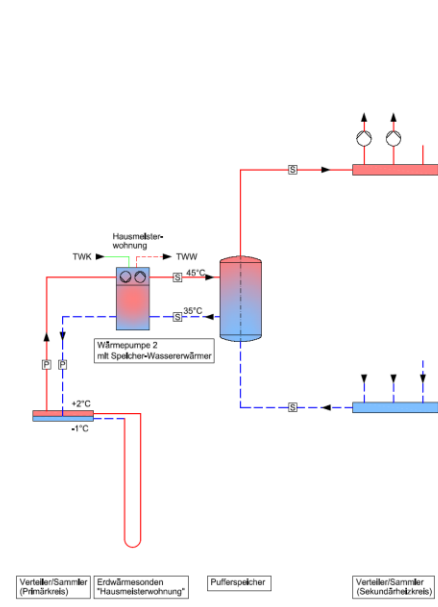 S
Hausmeister-
wohnung
TWK
TWW
S
45°C
S
35°C
Wärmepumpe 2
mit Speicher-Wassererwärmer
P
P
+2°C
-1°C
S
Verteiler/Sammler
(Primärkreis)
Erdwärmesonden
"Hausmeisterwohnung"
Pufferspeicher
Verteiler/Sammler
(Sekundärheizkreis)